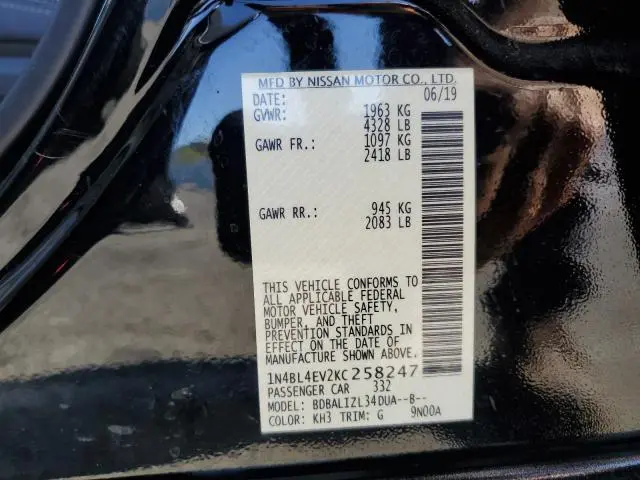 MFD BY NISSAN MOTOR CO., LTD.
DATE: 06/19
GVWR: 1963 KG
4328 LB
GAWR FR.: 1097 KG
2418 LB
GAWR RR.: 945 KG
2083 LB
THIS VEHICLE CONFORMS TO
ALL APPLICABLE FEDERAL
MOTOR VEHICLE SAFETY,
BUMPER, AND THEFT
PREVENTION STANDARDS IN
EFFECT ON THE DATE OF
MANUFACTURE SHOWN ABOVE.
1N4BL4EV2KC258247
PASSENGER CAR 332
MODEL: BDBALIZL34DUA--B--
COLOR: KH3 TRIM: G 9N00A